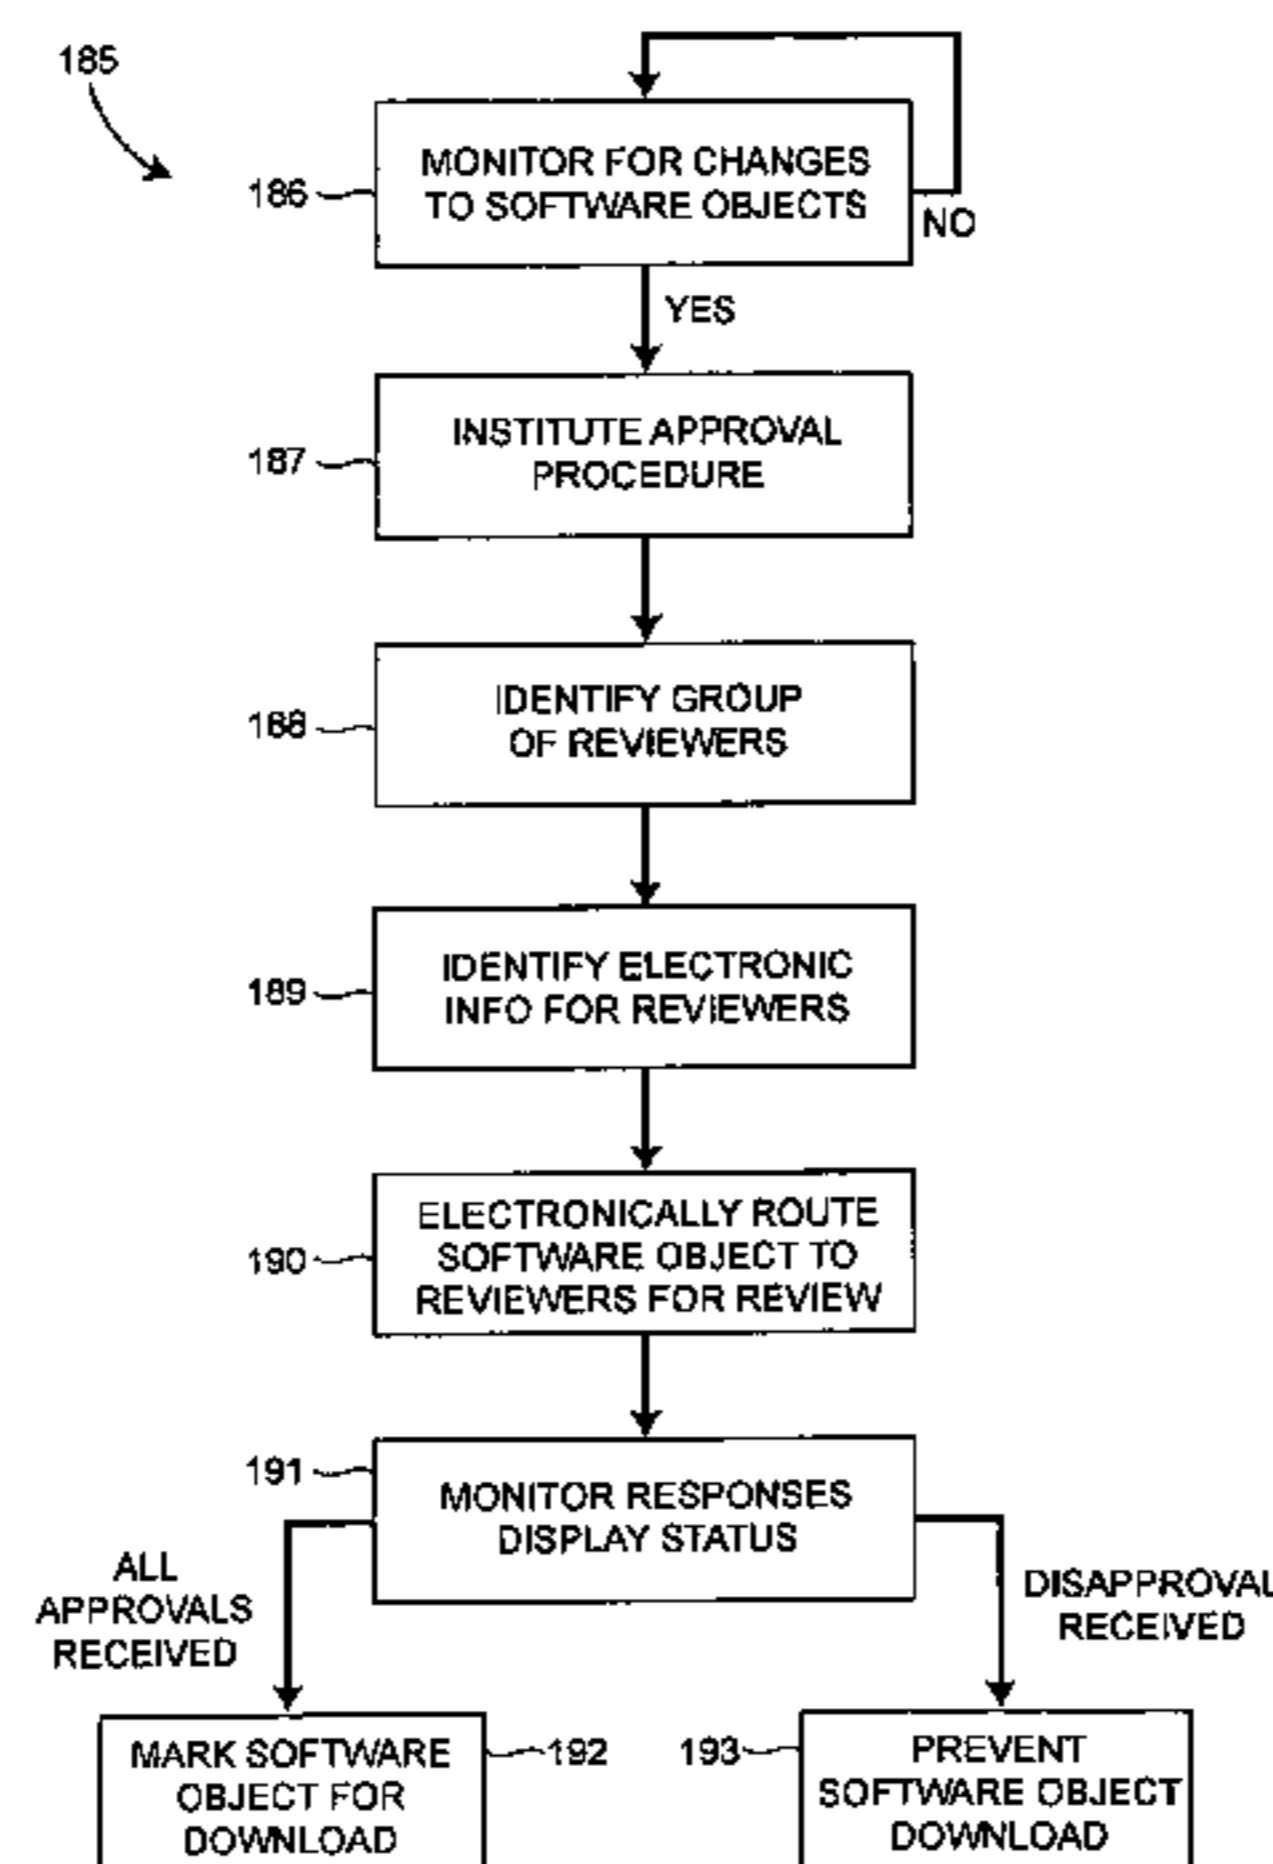 185
186
MONITOR FOR CHANGES
TO SOFTWARE OBJECTS
NO
YES
187
INSTITUTE APPROVAL
PROCEDURE
188
IDENTIFY GROUP
OF REVIEWERS
189
IDENTIFY ELECTRONIC
INFO FOR REVIEWERS
190
ELECTRONICALLY ROUTE
SOFTWARE OBJECT TO
REVIEWERS FOR REVIEW
191
MONITOR RESPONSES
DISPLAY STATUS
ALL
APPROVALS
RECEIVED
DISAPPROVAL
RECEIVED
MARK SOFTWARE
OBJECT FOR
DOWNLOAD
192
193
PREVENT
SOFTWARE OBJECT
DOWNLOAD